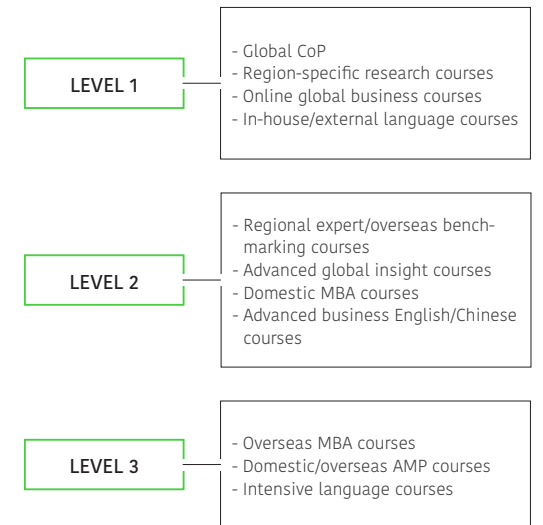 LEVEL 1
- Global CoP
- Region-specific research courses
- Online global business courses
- In-house/external language courses
LEVEL 2
- Regional expert/overseas bench-
marking courses
- Advanced global insight courses
- Domestic MBA courses
- Advanced business English/Chinese
courses
LEVEL 3
- Overseas MBA courses
- Domestic/overseas AMP courses
- Intensive language courses